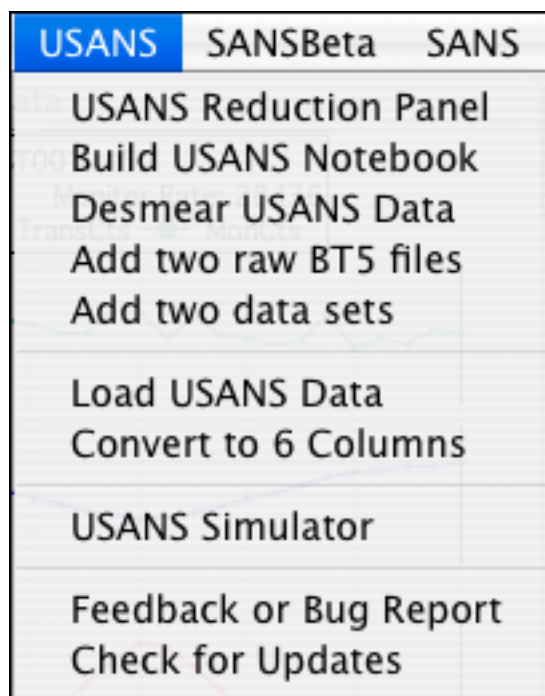 USANS SANSBeta SANS
USANS Reduction Panel
Build USANS Notebook
Desmear USANS Data
Add two raw BT5 files
Add two data sets
Load USANS Data
Convert to 6 Columns
USANS Simulator
Feedback or Bug Report
Check for Updates